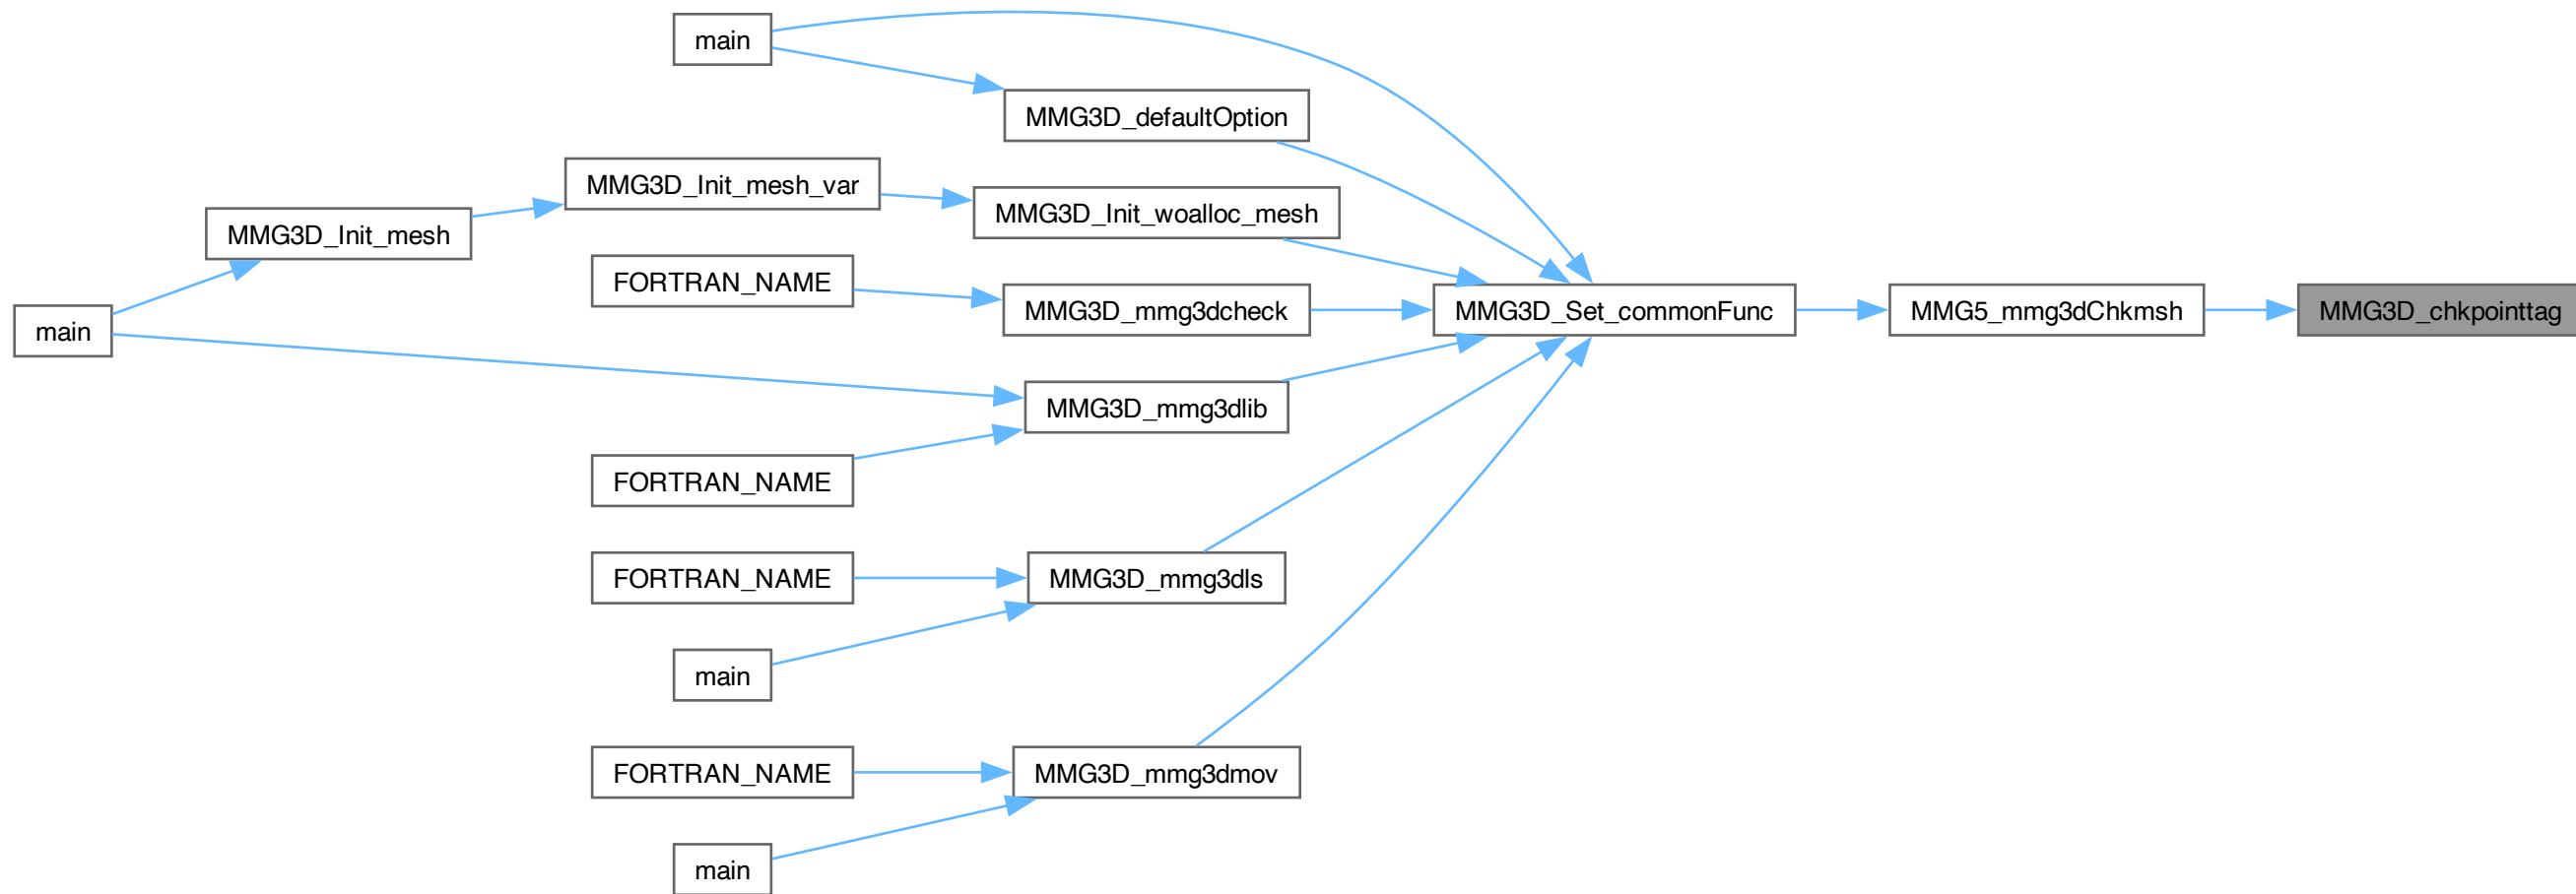 main
MMG3D_defaultOption
MMG3D_Init_mesh_var
MMG3D_Init_woalloc_mesh
MMG3D_Init_mesh
FORTRAN_NAME
MMG3D_mmg3dcheck
MMG3D_Set_commonFunc
MMG5_mmg3dChkmsh
MMG3D_chkpointtag
main
MMG3D_mmg3dlib
FORTRAN_NAME
FORTRAN_NAME
MMG3D_mmg3dls
main
FORTRAN_NAME
MMG3D_mmg3dmov
main